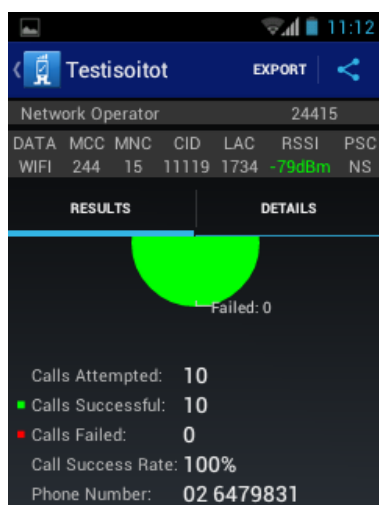 11:12
Testisoitot EXPORT
Network Operator 24415
DATA MCC MNC CID LAC RSSI PSC
WIFI 244 15 11119 1734 -79dBm NS
RESULTS DETAILS
Failed: 0
Calls Attempted: 10
Calls Successful: 10
Calls Failed: 0
Call Success Rate: 100%
Phone Number: 02 6479831